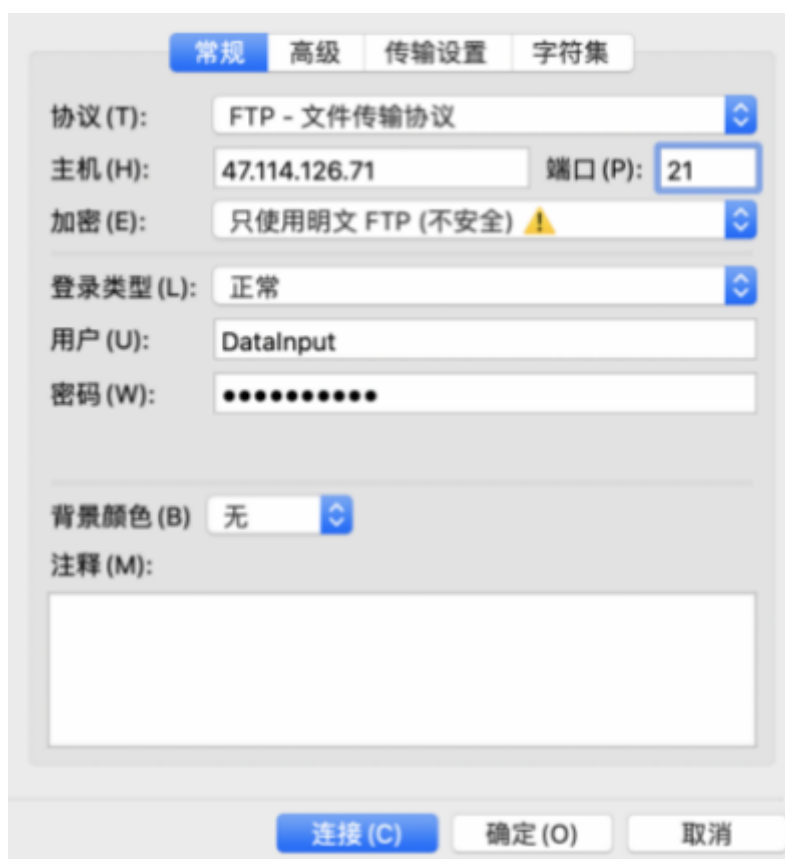 常规 高级 传输设置 字符集
协议(T): FTP - 文件传输协议
主机(H): 47.114.126.71 端口(P): 21
加密(E): 只使用明文 FTP (不安全) ⚠️
登录类型(L): 正常
用户(U): DataInput
密码(W): ●●●●●●●●●●
背景颜色(B) 无
注释(M):
连接(C) 确定(O) 取消